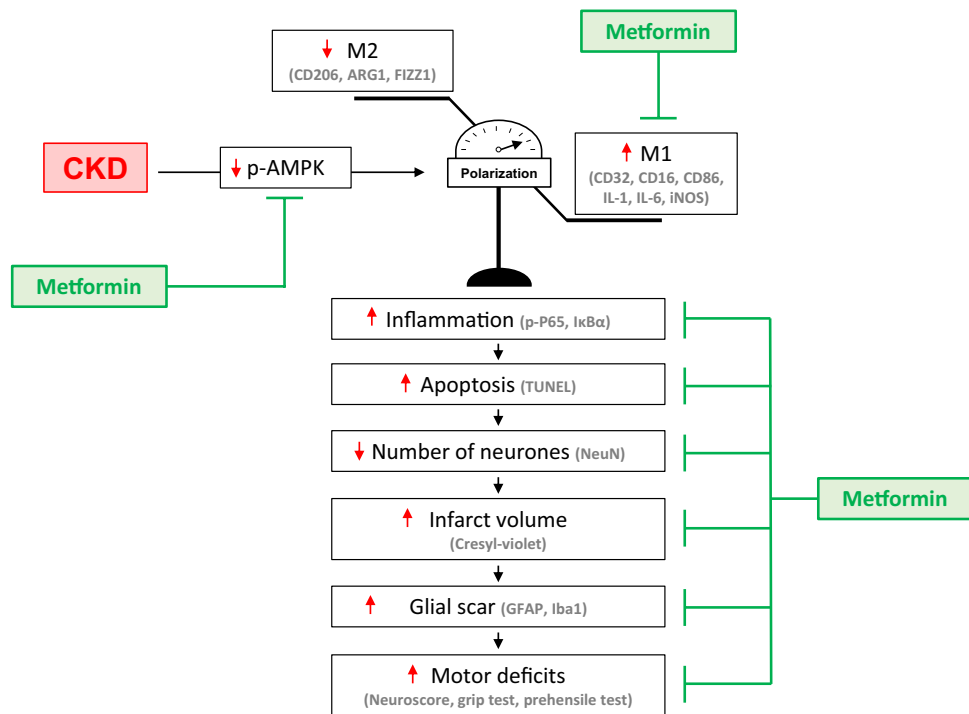 Metformin
M2
(CD206, ARG1, FIZZ1)
M1
(CD32, CD16, CD86,
IL-1, IL-6, iNOS)
CKD
p-AMPK
Polarization
Metformin
Inflammation (p-P65, IκBα)
Apoptosis (TUNEL)
Number of neurones (NeuN)
Metformin
Infarct volume
(Cresyl-violet)
Glial scar (GFAP, Iba1)
Motor deficits
(Neuroscore, grip test, prehensile test)